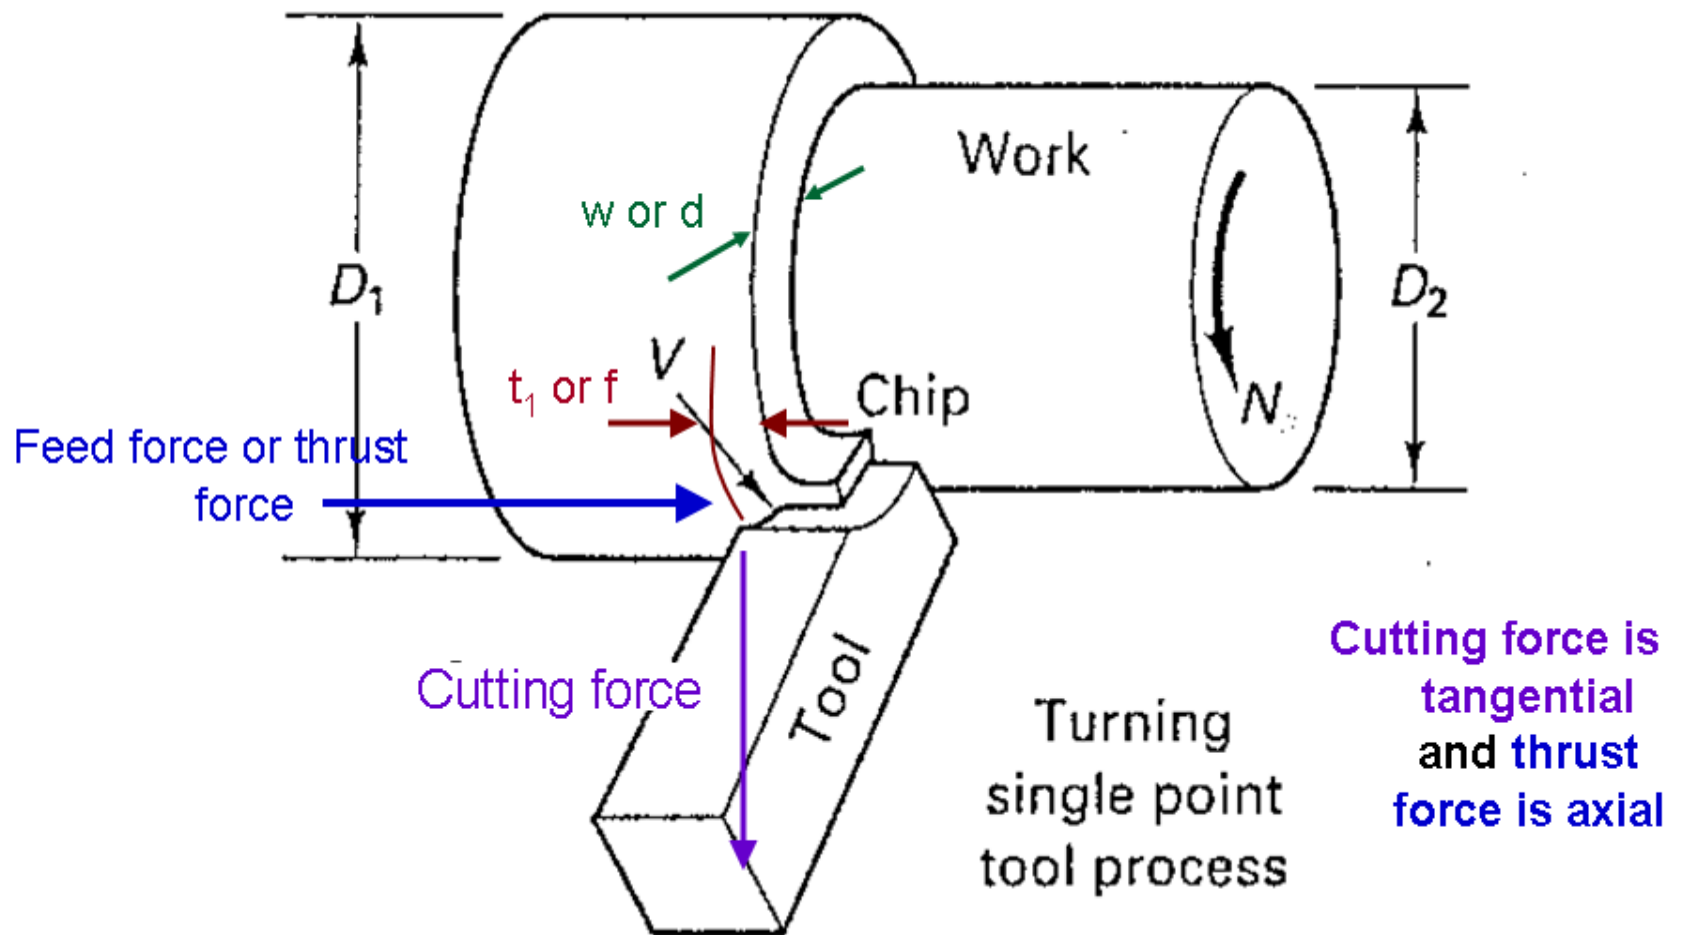 Work
w or d
D₁
D₂
V
t₁ or f
Chip
N
Feed force or thrust
force
Cutting force
Tool
Turning
single point
tool process
Cutting force is
tangential
and thrust
force is axial